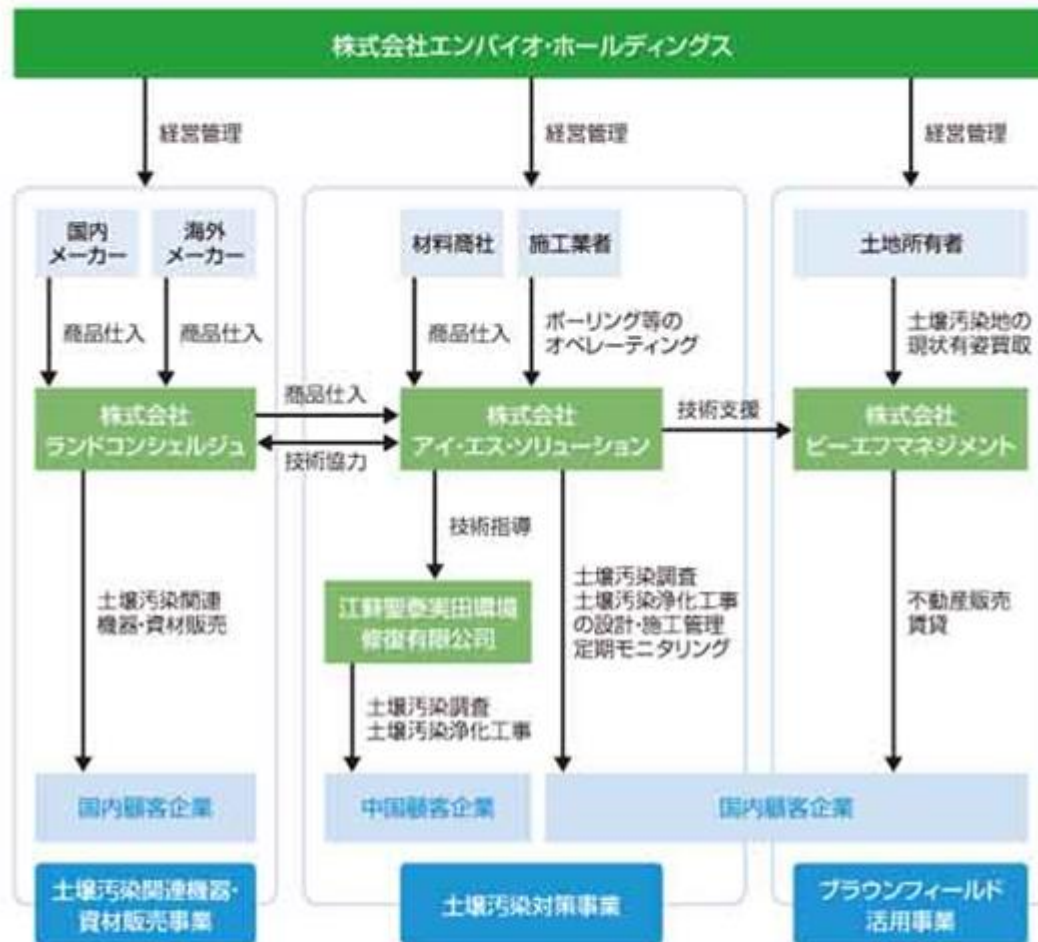 株式会社エンバイオ・ホールディングス
経営管理
経営管理
経営管理
国内
メーカー
海外
メーカー
材料商社
施工業者
土地所有者
商品仕入
商品仕入
商品仕入
ボーリング等の
オペレーティング
土壌汚染地の
現状有姿買取
株式会社
ランドコンシェルジュ
商品仕入
技術協力
株式会社
アイ・エス・ソリューション
技術支援
株式会社
ビーエフマネジメント
技術指導
土壌汚染関連
機器・資材販売
江蘇聖泰実田環境
修復有限公司
土壌汚染調査
土壌汚染浄化工事
の設計・施工管理
定期モニタリング
不動産販売
賃貸
土壌汚染調査
土壌汚染浄化工事
国内顧客企業
中国顧客企業
国内顧客企業
土壌汚染関連機器・
資材販売事業
土壌汚染対策事業
ブラウンフィールド
活用事業